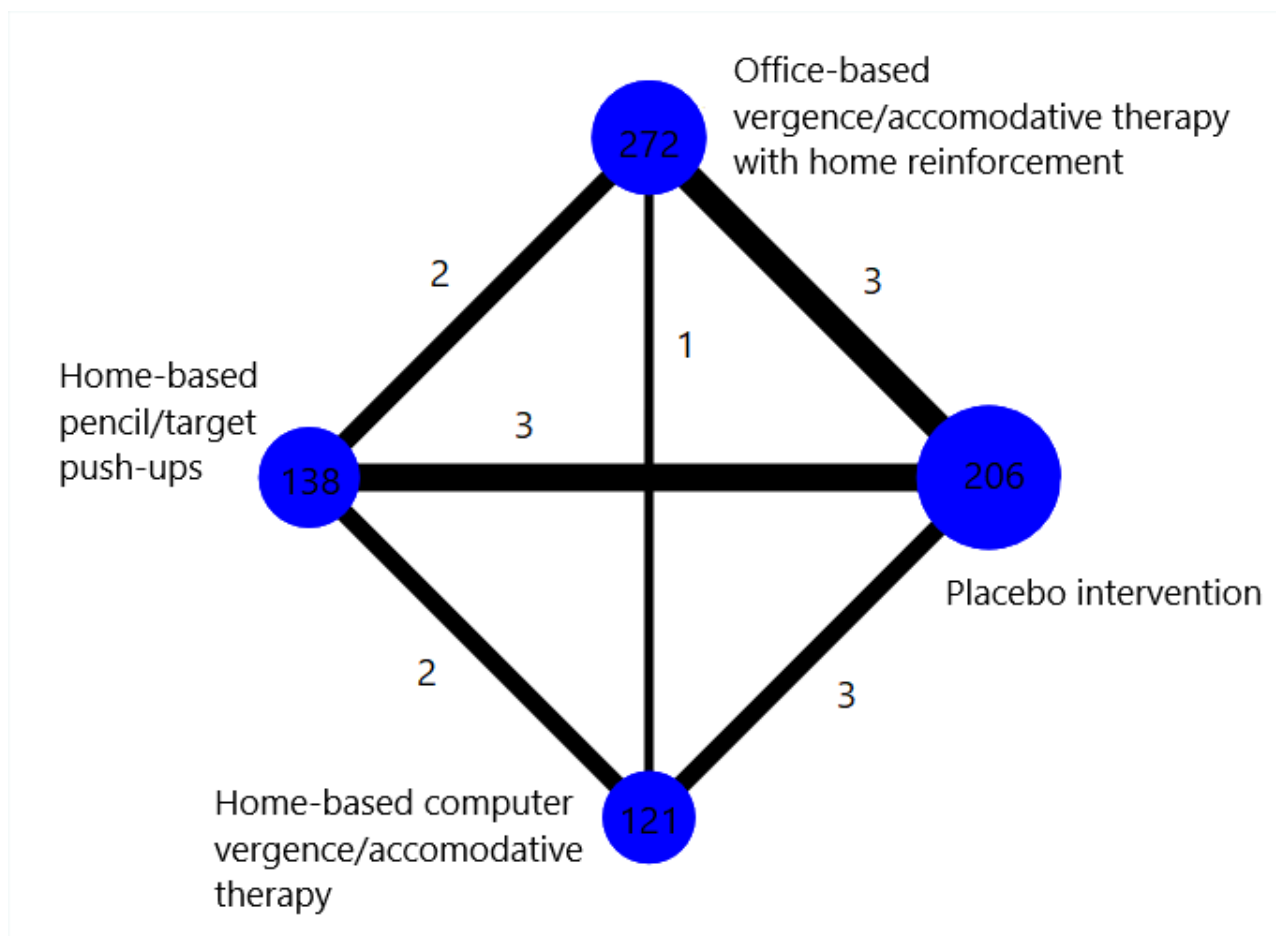 Office-based
vergence/accomodative therapy
with home reinforcement
272
2
3
1
Home-based
pencil/target
push-ups
3
138
206
Placebo intervention
2
3
Home-based computer
vergence/accomodative
therapy
121